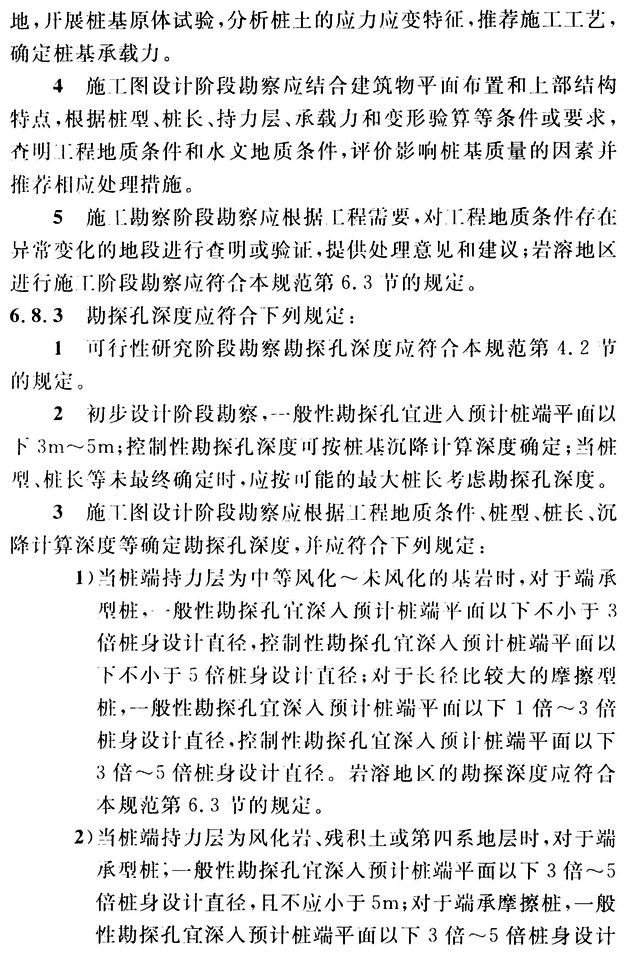 地,开展桩基原体试验,分析桩土的应力应变特征,推荐施工工艺,
确定桩基承载力。
4 施工图设计阶段勘察应结合建筑物平面布置和上部结构
特点,根据桩型、桩长、持力层、承载力和变形验算等条件或要求,
查明工程地质条件和水文地质条件,评价影响桩基质量的因素并
推荐相应处理措施。
5 施工勘察阶段勘察应根据工程需要,对工程地质条件存在
异常变化的地段进行查明或验证,提供处理意见和建议;岩溶地区
进行施工阶段勘察应符合本规范第 6.3 节的规定。
6.8.3 勘探孔深度应符合下列规定:
1 可行性研究阶段勘察勘探孔深度应符合本规范第 4.2 节
的规定。
2 初步设计阶段勘察,一般性勘探孔宜进入预计桩端平面以
下 3m～5m;控制性勘探孔深度可按桩基沉降计算深度确定;当桩
型、桩长等未最终确定时,应按可能的最大桩长考虑勘探孔深度。
3 施工图设计阶段勘察应根据工程地质条件、桩型、桩长、沉
降计算深度等确定勘探孔深度,并应符合下列规定:
1)当桩端持力层为中等风化～未风化的基岩时,对于端承
型桩,一般性勘探孔宜深入预计桩端平面以下不小于 3
倍桩身设计直径,控制性勘探孔宜深入预计桩端平面以
下不小于 5 倍桩身设计直径;对于长径比较大的摩擦型
桩,一般性勘探孔宜深入预计桩端平面以下 1 倍～3 倍
桩身设计直径,控制性勘探孔宜深入预计桩端平面以下
3 倍～5 倍桩身设计直径。岩溶地区的勘探深度应符合
本规范第 6.3 节的规定。
2)当桩端持力层为风化岩、残积土或第四系地层时,对于端
承型桩,一般性勘探孔宜深入预计桩端平面以下 3 倍～5
倍桩身设计直径,且不应小于 5m;对于端承摩擦桩,一般
性勘探孔宜深入预计桩端平面以下 3 倍～5 倍桩身设计